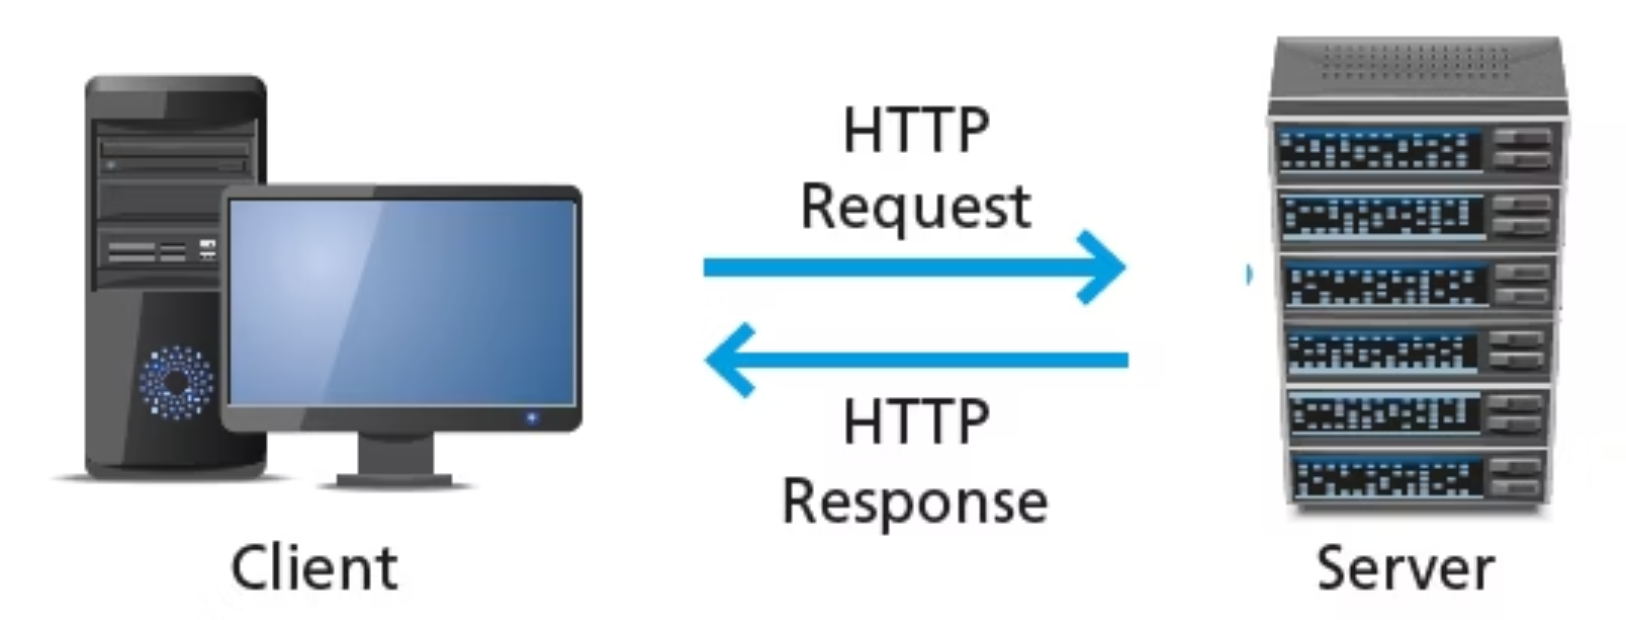 HTTP
Request
HTTP
Response
Client
Server